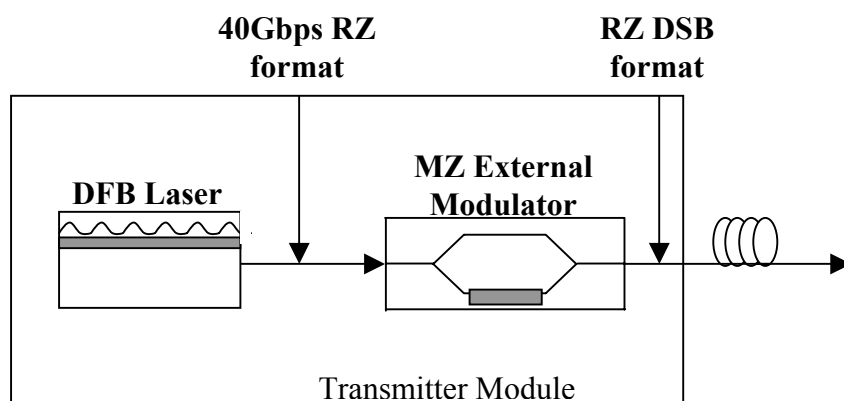 40Gbps RZ
format
RZ DSB
format
DFB Laser
MZ External
Modulator
Transmitter Module